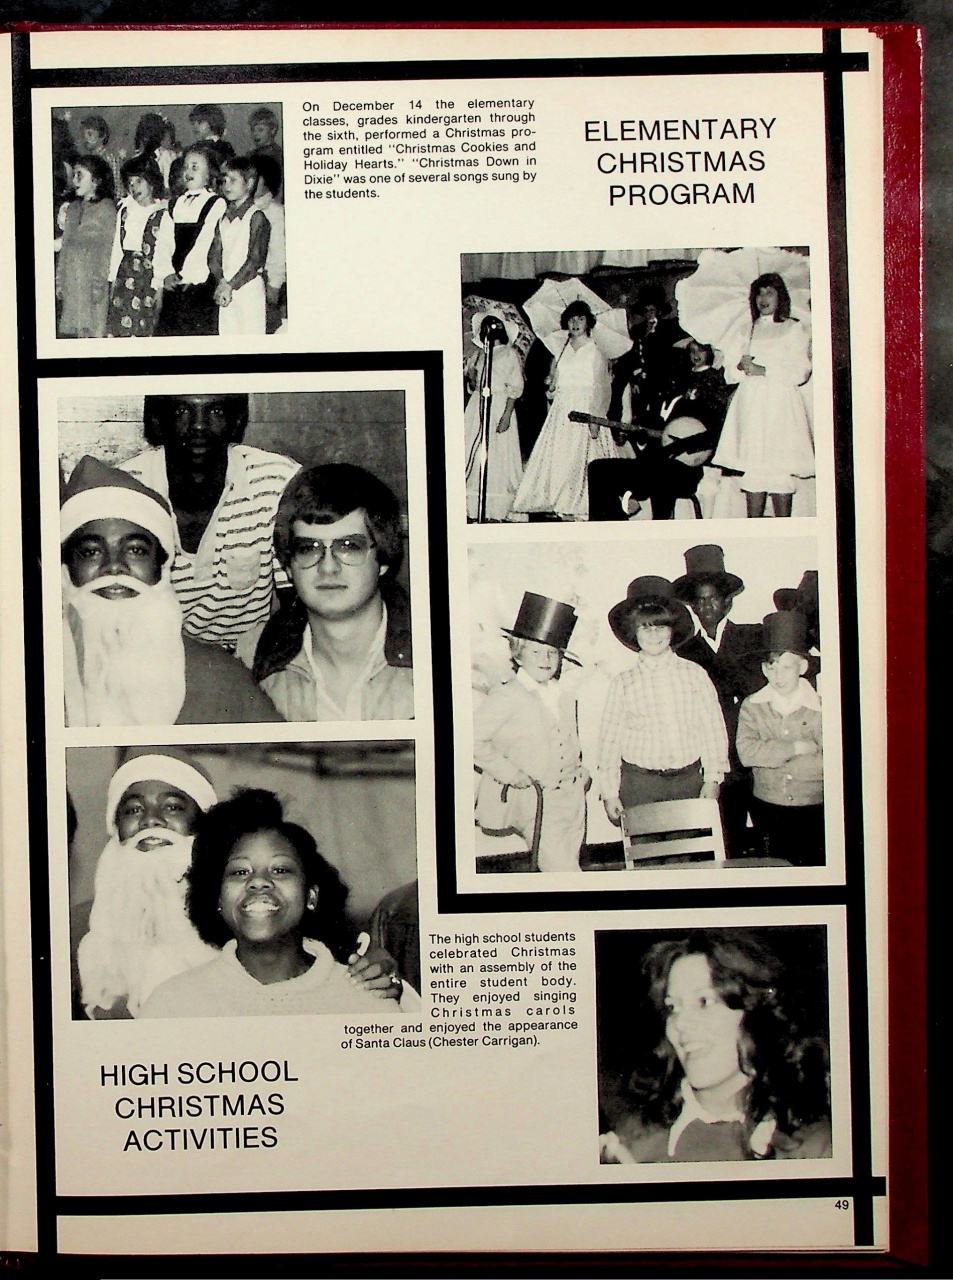 On December 14 the elementary
classes, grades kindergarten through
the sixth, performed a Christmas pro-
gram entitled "Christmas Cookies and
Holiday Hearts." "Christmas Down in
Dixie" was one of several songs sung by
the students.
ELEMENTARY
CHRISTMAS
PROGRAM
The high school students
celebrated Christmas
with an assembly of the
entire student body.
They enjoyed singing
Christmas carols
together and enjoyed the appearance
of Santa Claus (Chester Carrigan).
HIGH SCHOOL
CHRISTMAS
ACTIVITIES
49